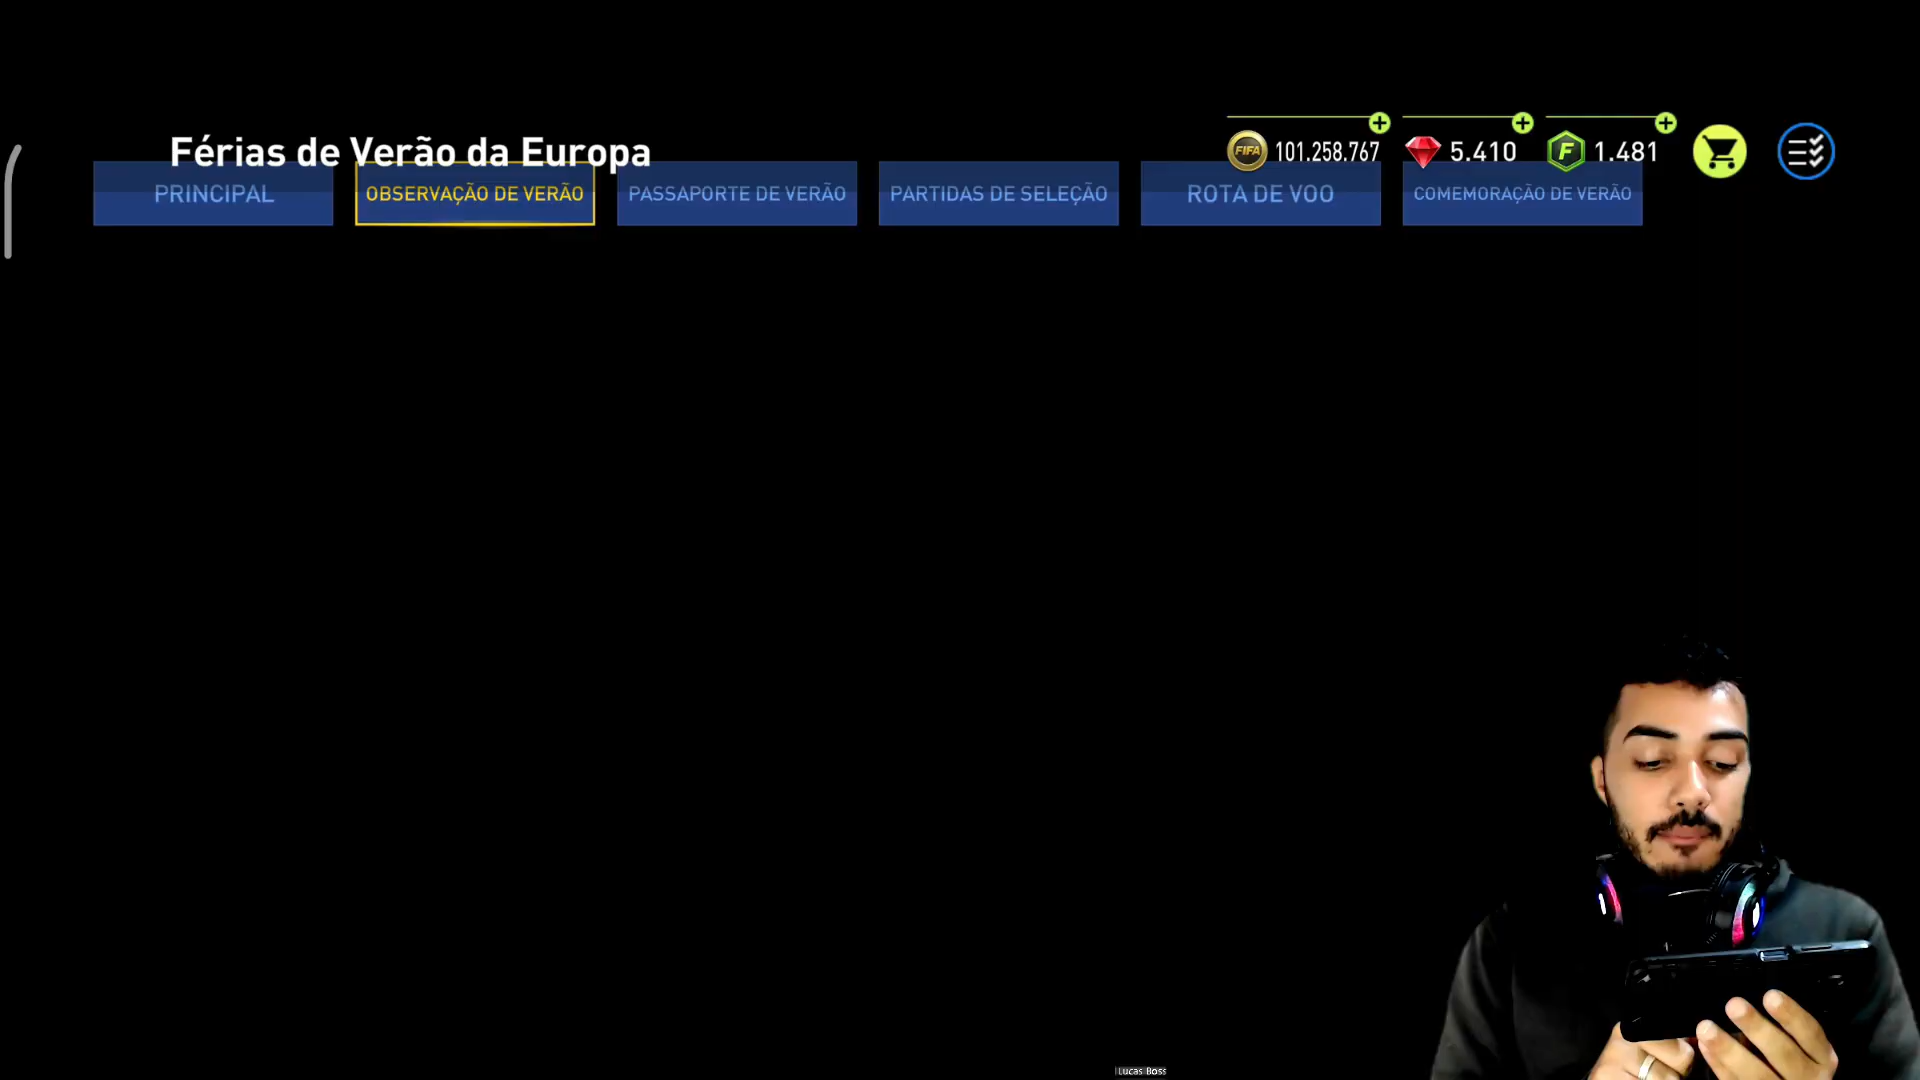 Férias de Verão da Europa
FIFA 101.258.767
5.410
F 1.481
PRINCIPAL
OBSERVAÇÃO DE VERÃO
PASSAPORTE DE VERÃO
PARTIDAS DE SELEÇÃO
ROTA DE VOO
COMEMORAÇÃO DE VERÃO
Lucas Boss